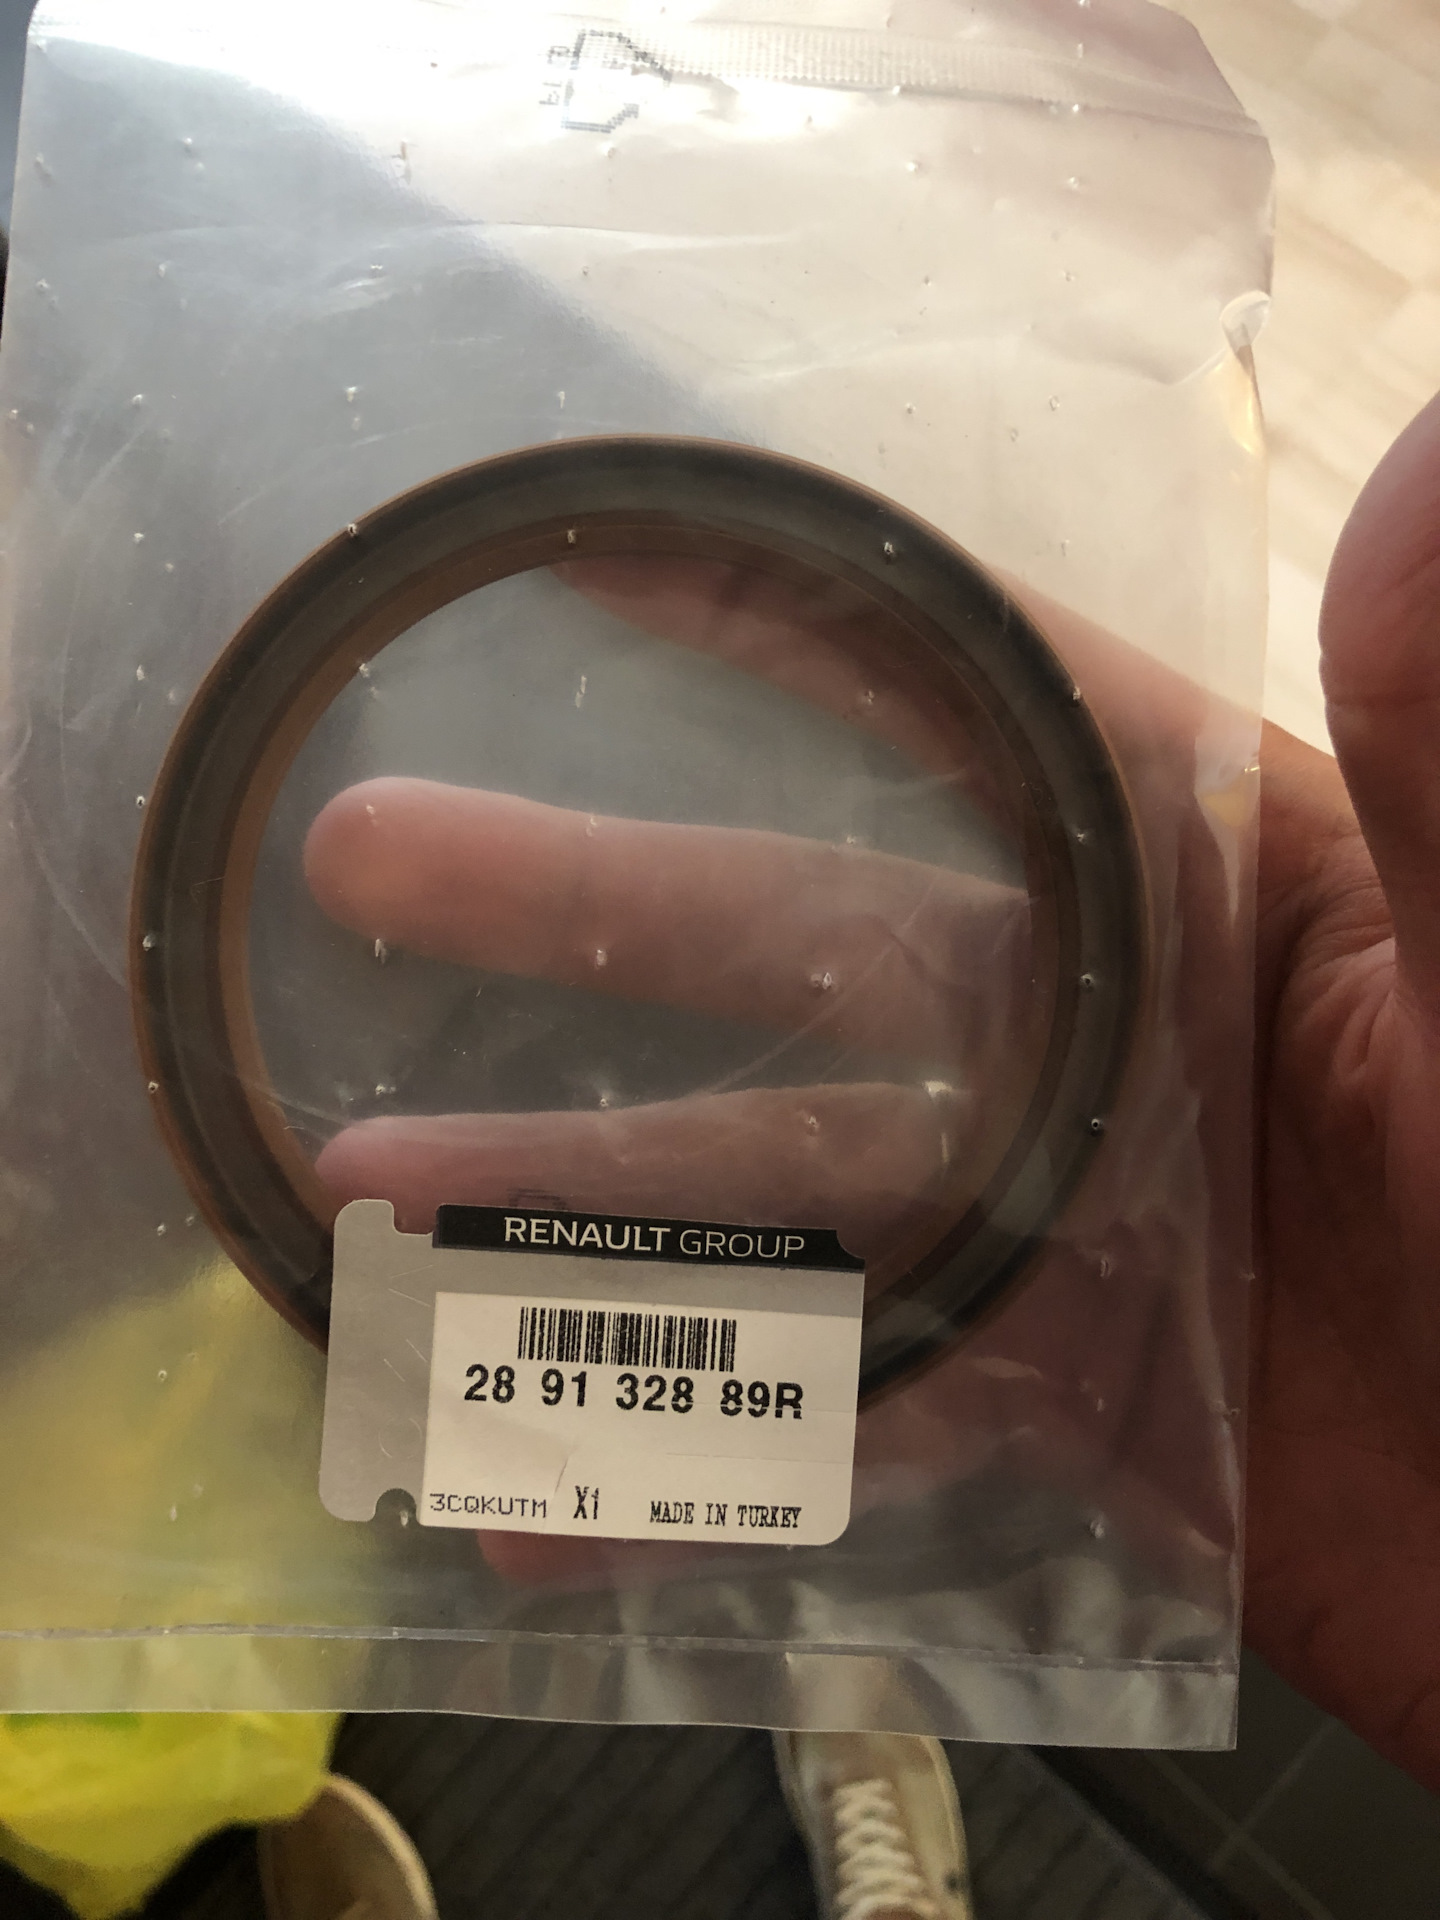 RENAULT GROUP
28 91 328 89R
3CQKUTM X1 MADE IN TURKEY